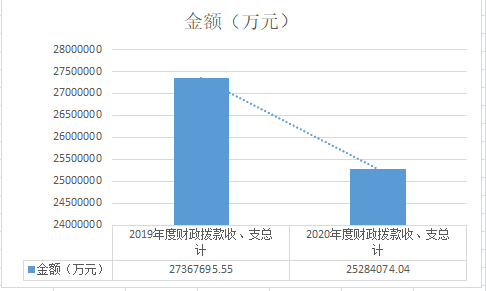 金额（万元）
28000000
27500000
27000000
26500000
26000000
25500000
25000000
24500000
24000000
2019年度财政拨款收、支总
计
2020年度财政拨款收、支总
计
金额（万元） 27367695.55 25284074.04